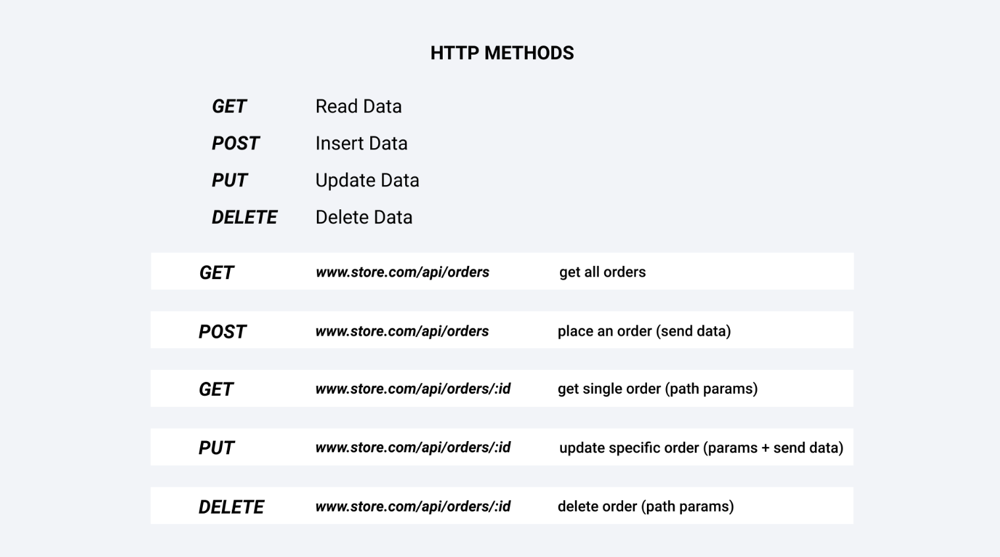 HTTP METHODS
GET Read Data
POST Insert Data
PUT Update Data
DELETE Delete Data
GET www.store.com/api/orders get all orders
POST www.store.com/api/orders place an order (send data)
GET www.store.com/api/orders/:id get single order (path params)
PUT www.store.com/api/orders/:id update specific order (params + send data)
DELETE www.store.com/api/orders/:id delete order (path params)